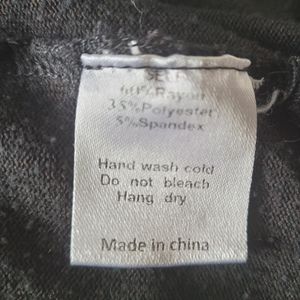 SELF
60%Rayon
35%Polyester
5%Spandex
Hand wash cold
Do not bleach
Hang dry
Made in china